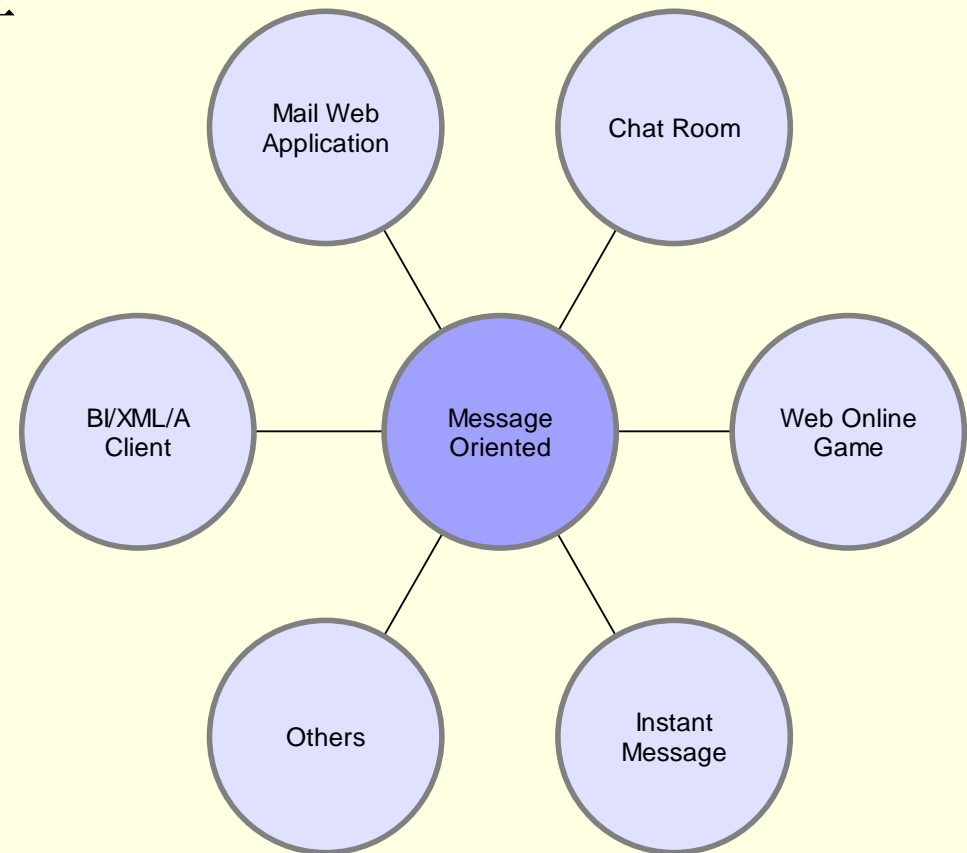 Mail Web
Application
Chat Room
BI/XML/A
Client
Message
Oriented
Web Online
Game
Others
Instant
Message